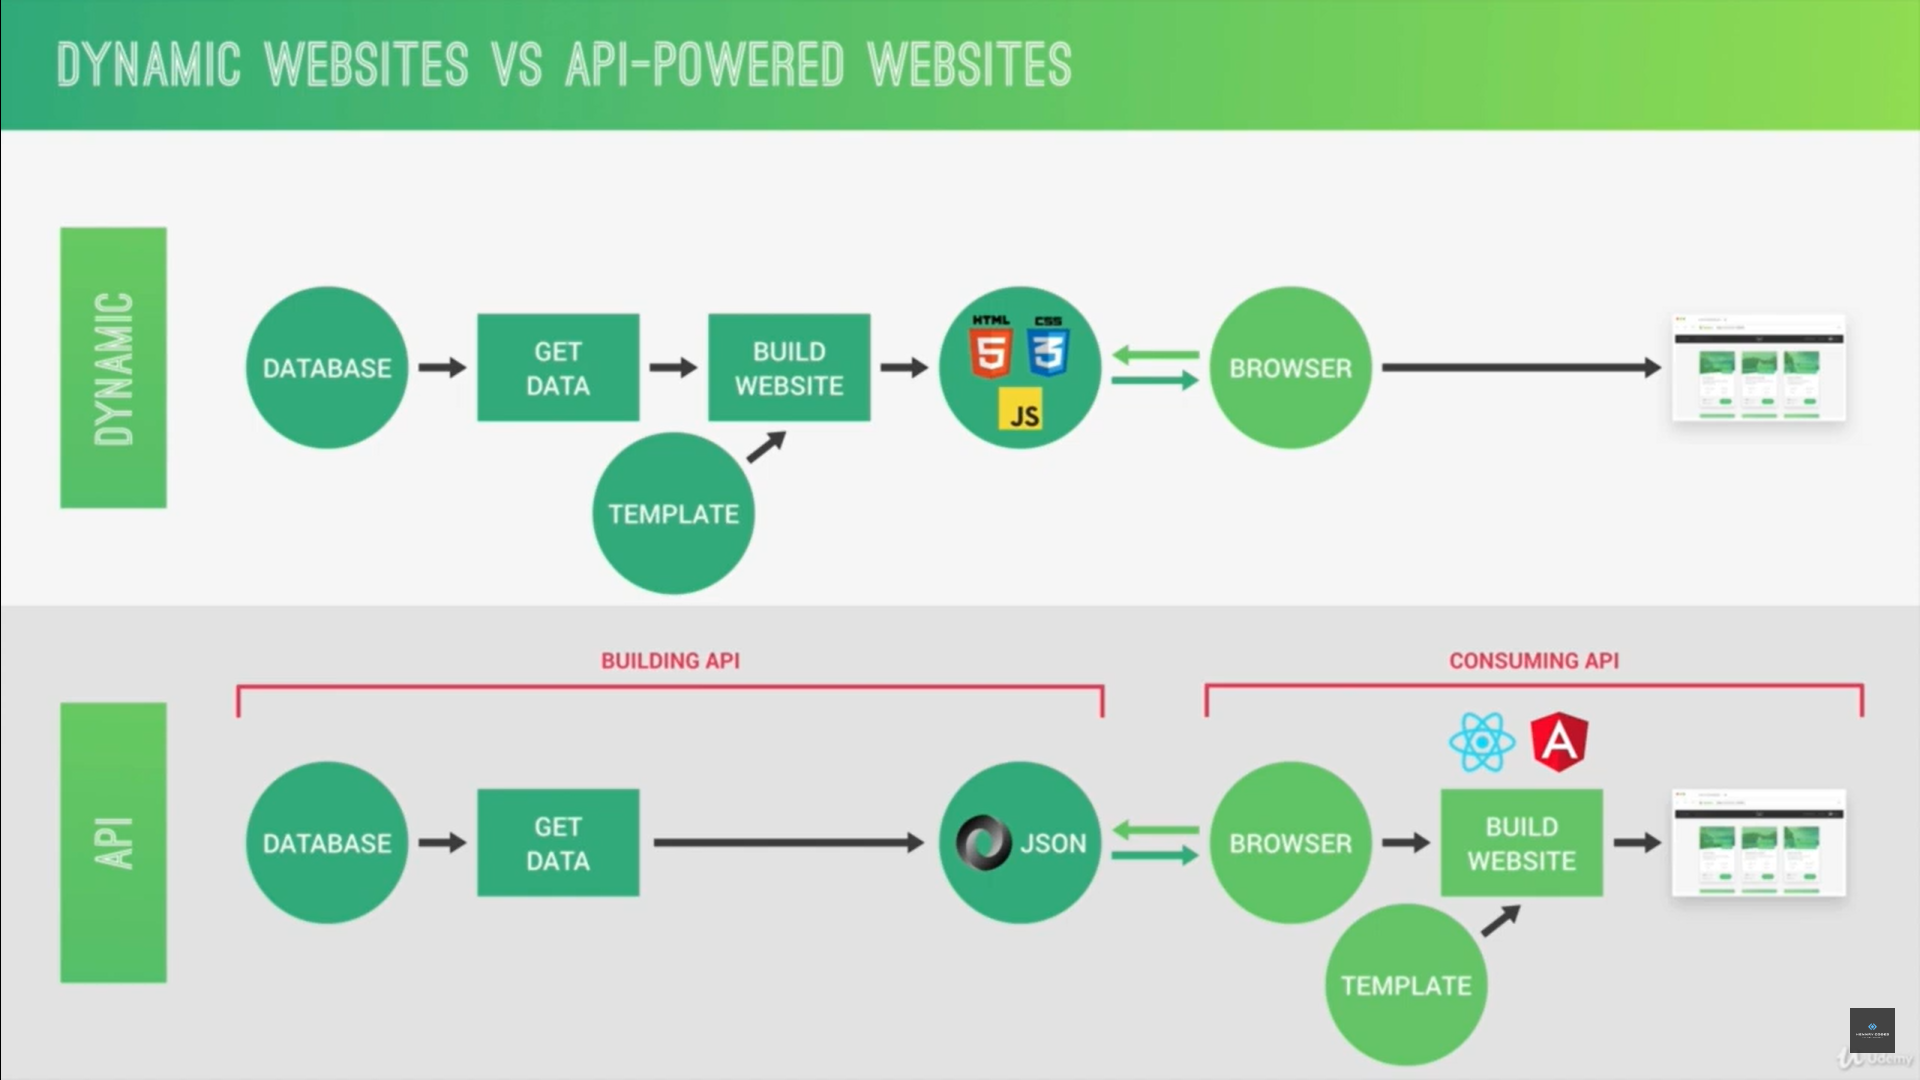 DYNAMIC WEBSITES VS API-POWERED WEBSITES
DYNAMIC
DATABASE
GET
DATA
BUILD
WEBSITE
TEMPLATE
HTML
5
CSS
3
JS
BROWSER
BUILDING API
CONSUMING API
API
DATABASE
GET
DATA
JSON
BROWSER
A
BUILD
WEBSITE
TEMPLATE
Udemy